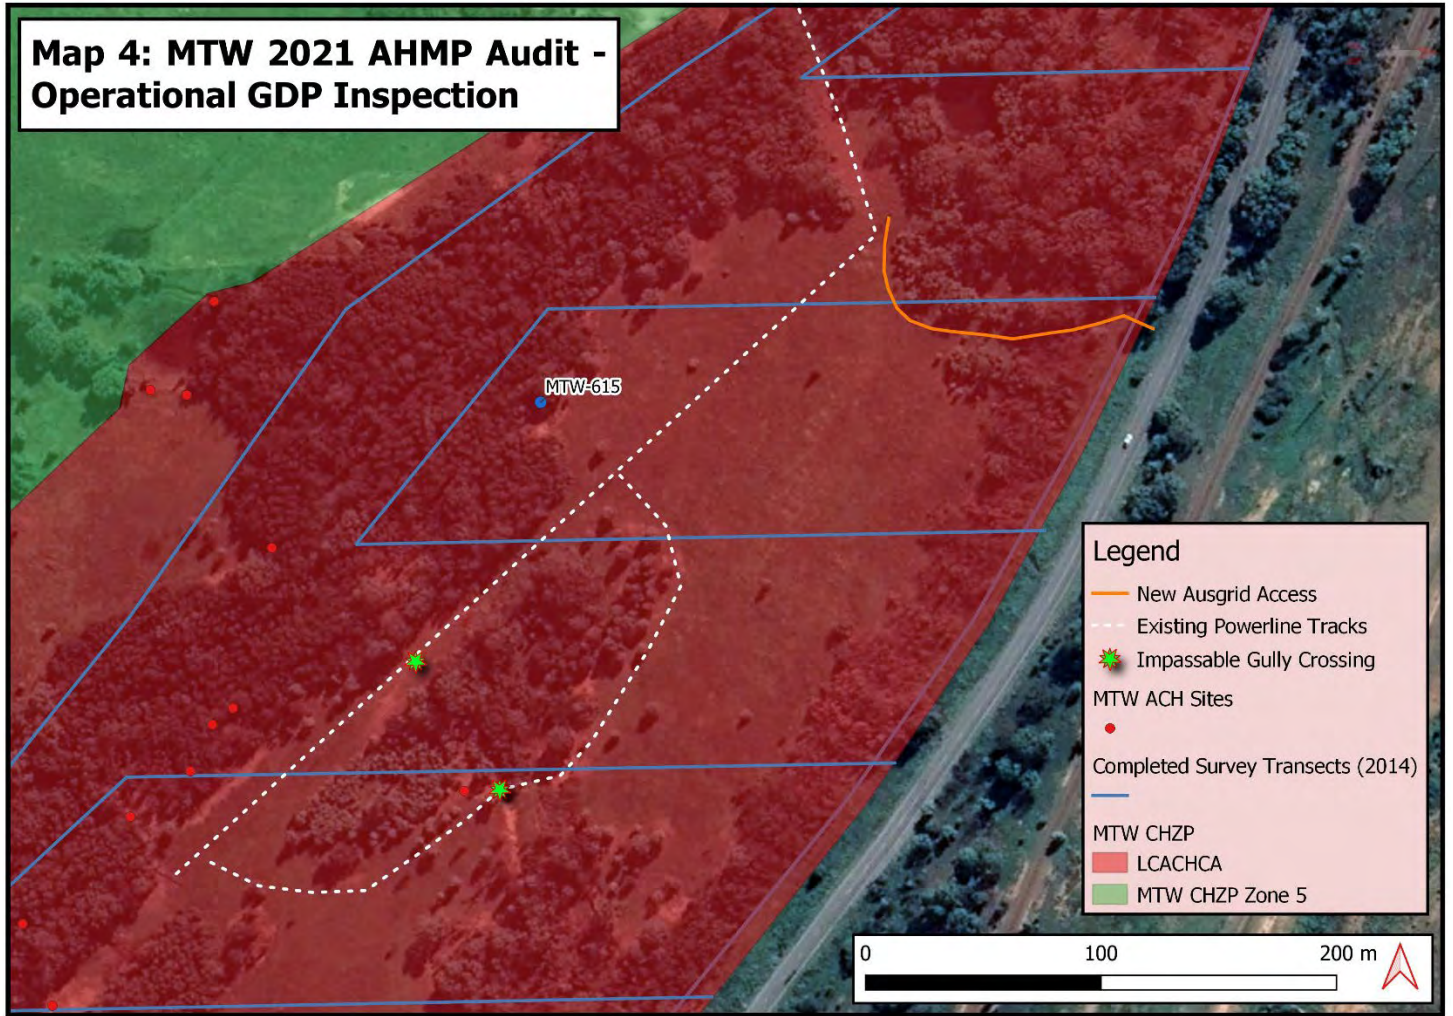 Map 4: MTW 2021 AHMP Audit -
Operational GDP Inspection
MTW-615
Legend
New Ausgrid Access
Existing Powerline Tracks
Impassable Gully Crossing
MTW ACH Sites
Completed Survey Transects (2014)
MTW CHZP
LCACHCA
MTW CHZP Zone 5
0 100 200 m